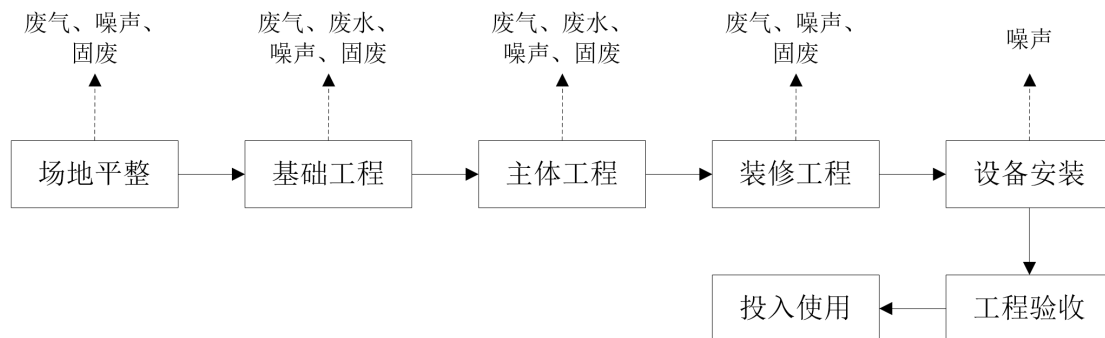 废气、噪声、
固废
废气、废水、
噪声、固废
废气、废水、
噪声、固废
废气、噪声、
固废
噪声
场地平整
基础工程
主体工程
装修工程
设备安装
投入使用
工程验收